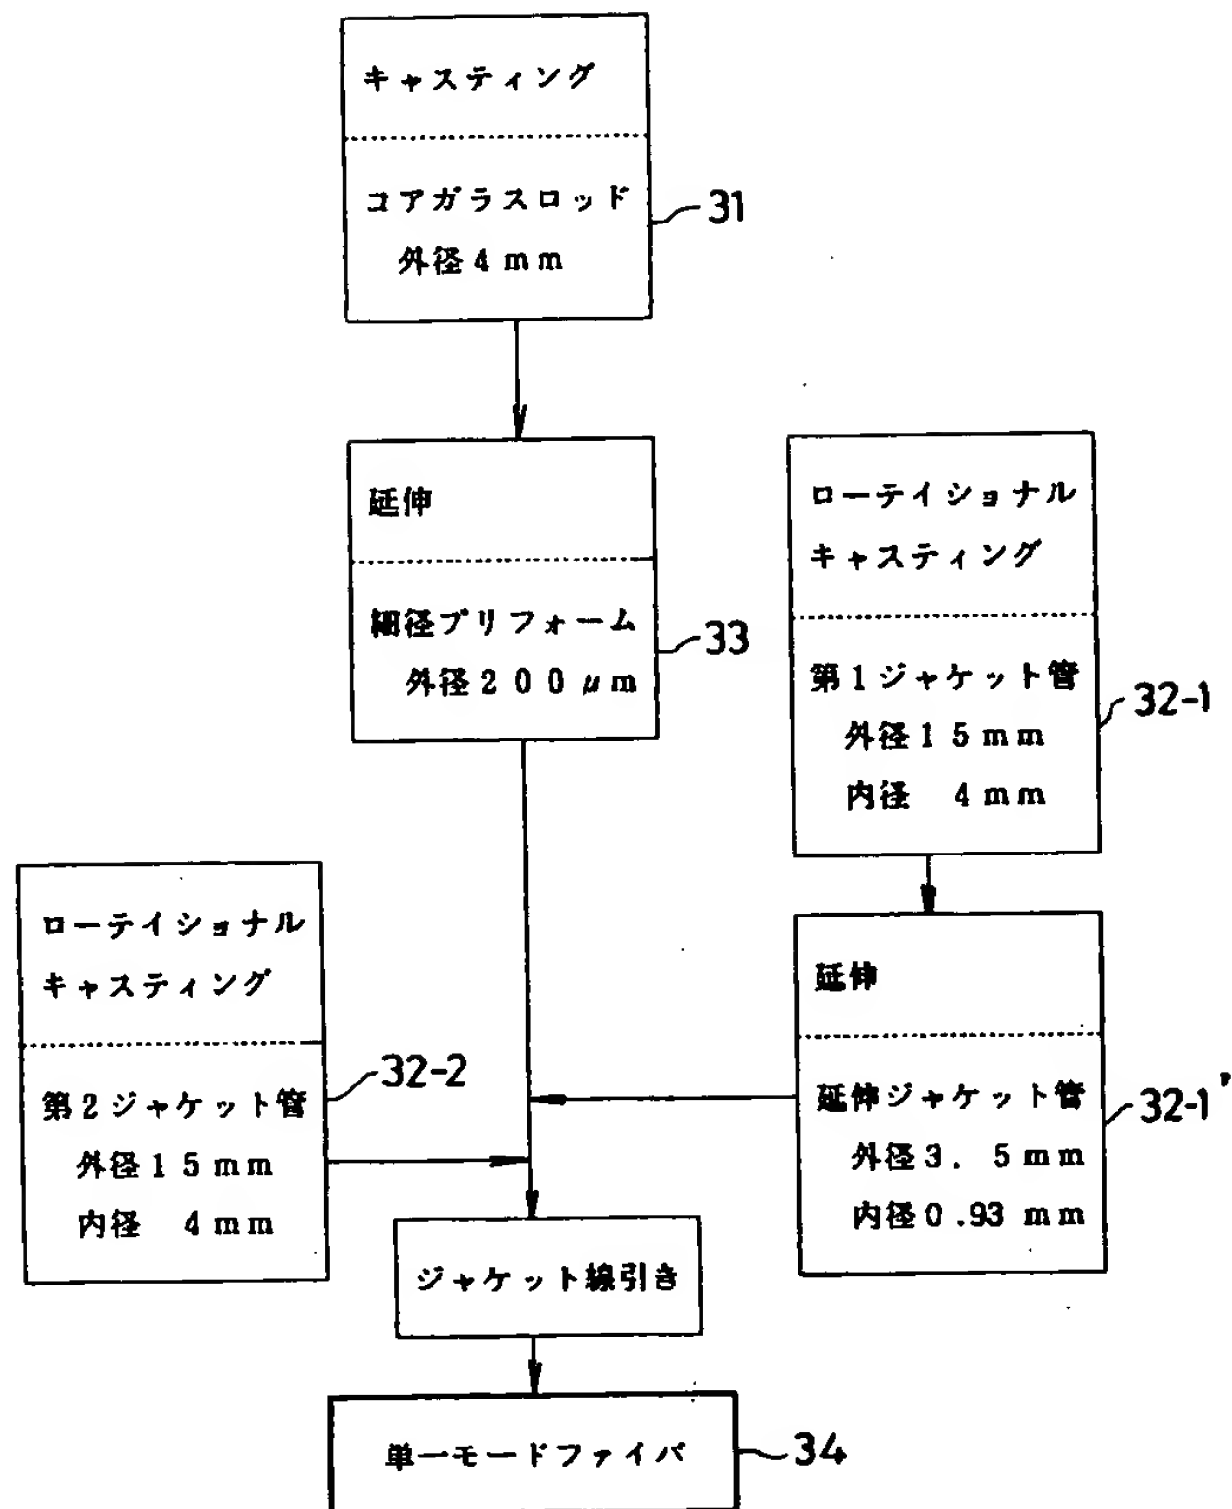 キャスティング
コアガラスロッド
外径4mm
31
延伸
細径プリフォーム
外径200μm
33
ローテイショナル
キャスティング
第1ジャケット管
外径15mm
内径 4mm
32-1
ローテイショナル
キャスティング
第2ジャケット管
外径15mm
内径 4mm
32-2
延伸
延伸ジャケット管
外径3.5mm
内径0.93mm
32-1'
ジャケット線引き
単一モードファイバ
34